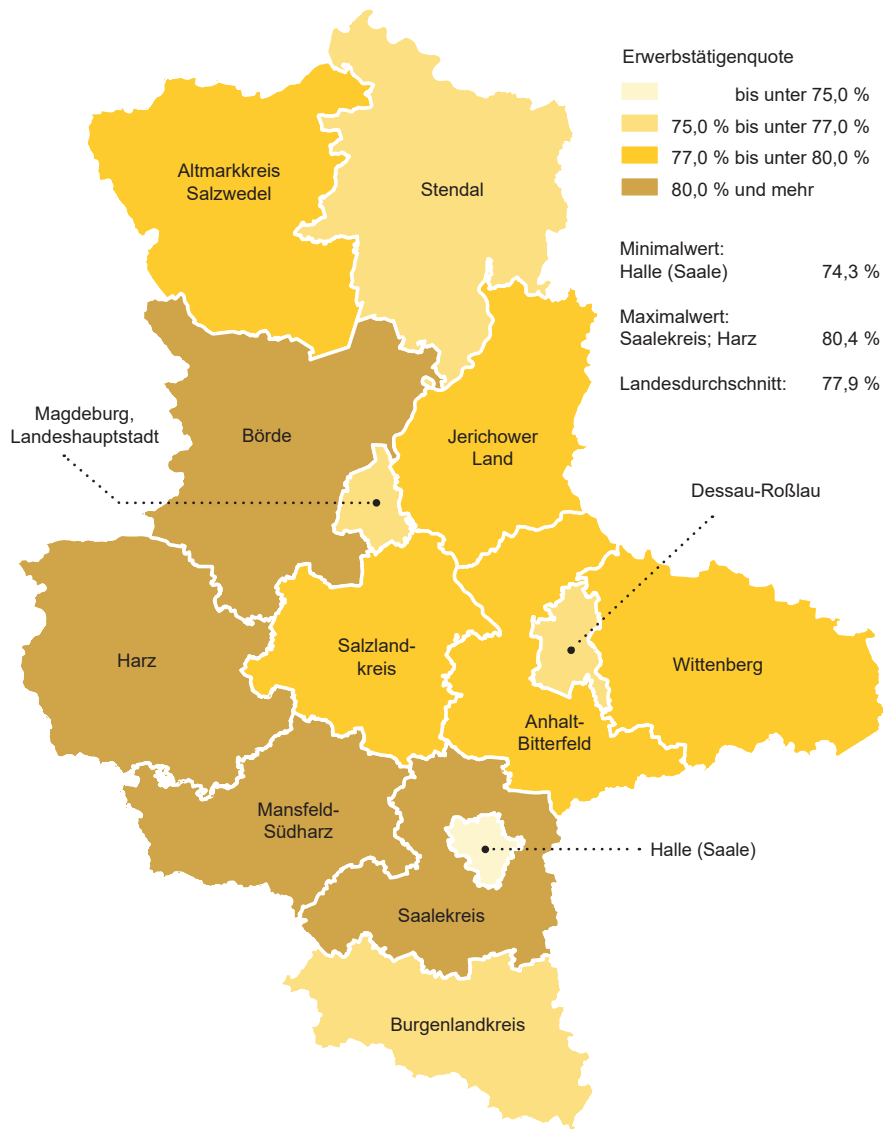 Erwerbstätigenquote
bis unter 75,0 %
75,0 % bis unter 77,0 %
77,0 % bis unter 80,0 %
80,0 % und mehr
Minimalwert:
Halle (Saale) 74,3 %
Maximalwert:
Saalekreis; Harz 80,4 %
Landesdurchschnitt: 77,9 %
Altmarkkreis
Salzwedel
Stendal
Magdeburg,
Landeshauptstadt
Börde
Jerichower
Land
Dessau-Roßlau
Harz
Salzland-
kreis
Wittenberg
Anhalt-
Bitterfeld
Mansfeld-
Südharz
Halle (Saale)
Saalekreis
Burgenlandkreis